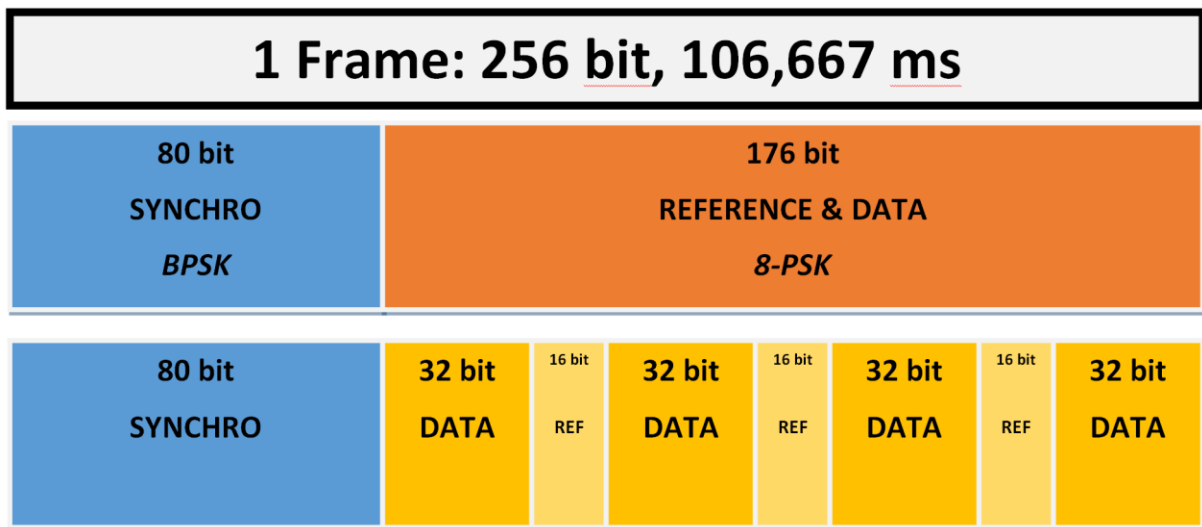 1 Frame: 256 bit, 106,667 ms
80 bit
SYNCHRO
BPSK
176 bit
REFERENCE & DATA
8-PSK
80 bit
SYNCHRO
32 bit
DATA
16 bit
REF
32 bit
DATA
16 bit
REF
32 bit
DATA
16 bit
REF
32 bit
DATA